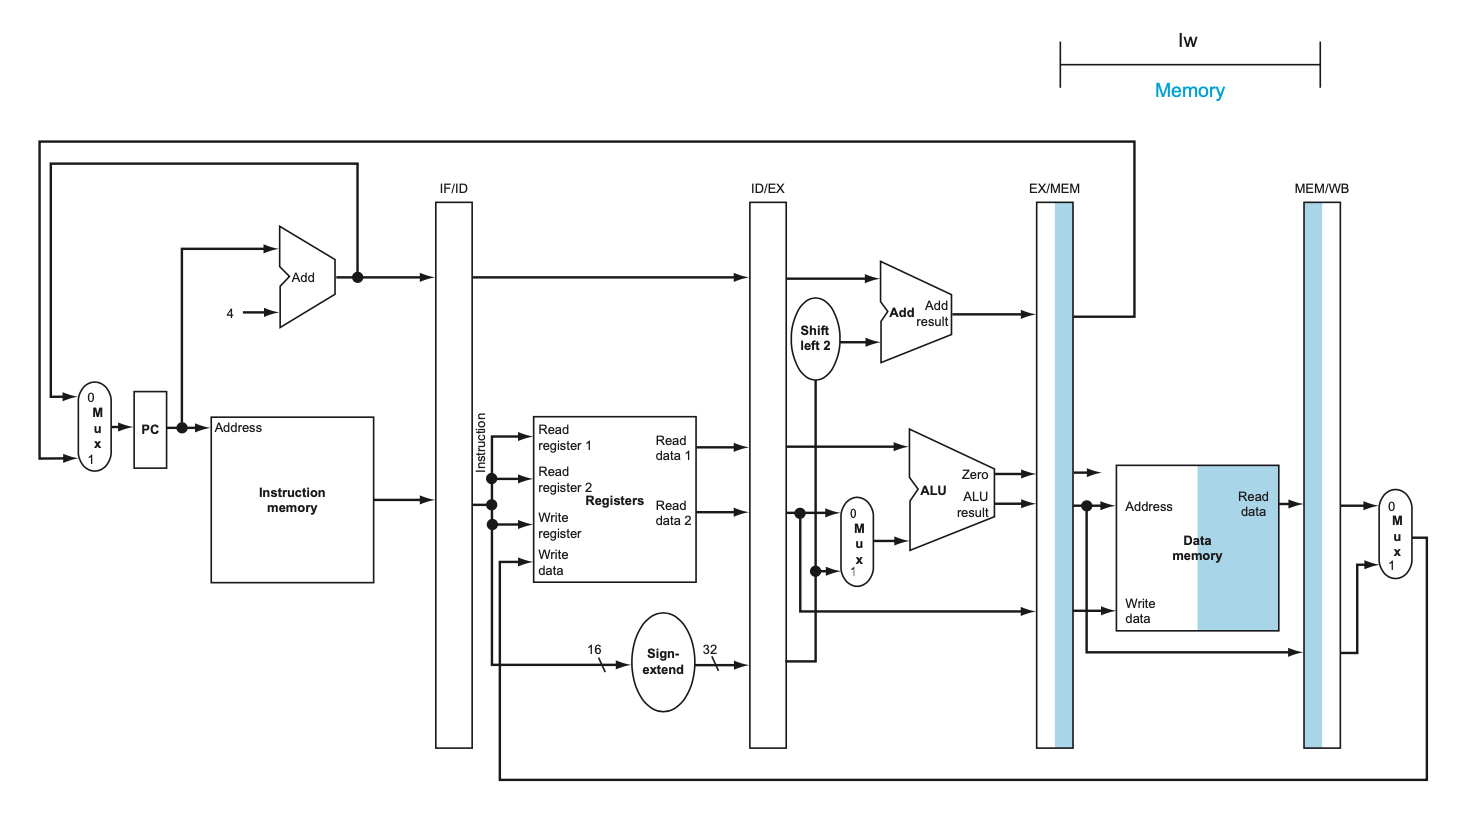 lw
Memory
IF/ID
ID/EX
EX/MEM
MEM/WB
Add
4
0
M
u
x
1
PC
Address
Instruction
memory
Instruction
Read
register 1
Read
register 2
Registers
Write
register
Write
data
Read
data 1
Read
data 2
16
Sign-
extend
32
Shift
left 2
Add
Add
result
0
M
u
x
1
ALU
Zero
ALU
result
Address
Read
data
Data
memory
Write
data
0
M
u
x
1